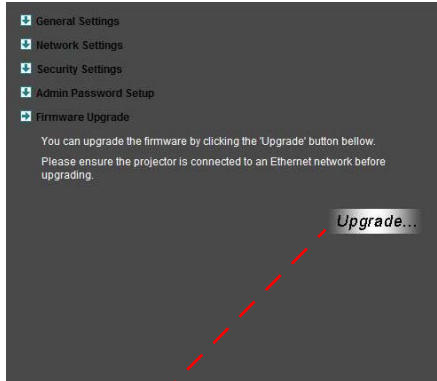 General Settings
Network Settings
Security Settings
Admin Password Setup
Firmware Upgrade
You can upgrade the firmware by clicking the 'Upgrade' button bellow.
Please ensure the projector is connected to an Ethernet network before
upgrading.
Upgrade...